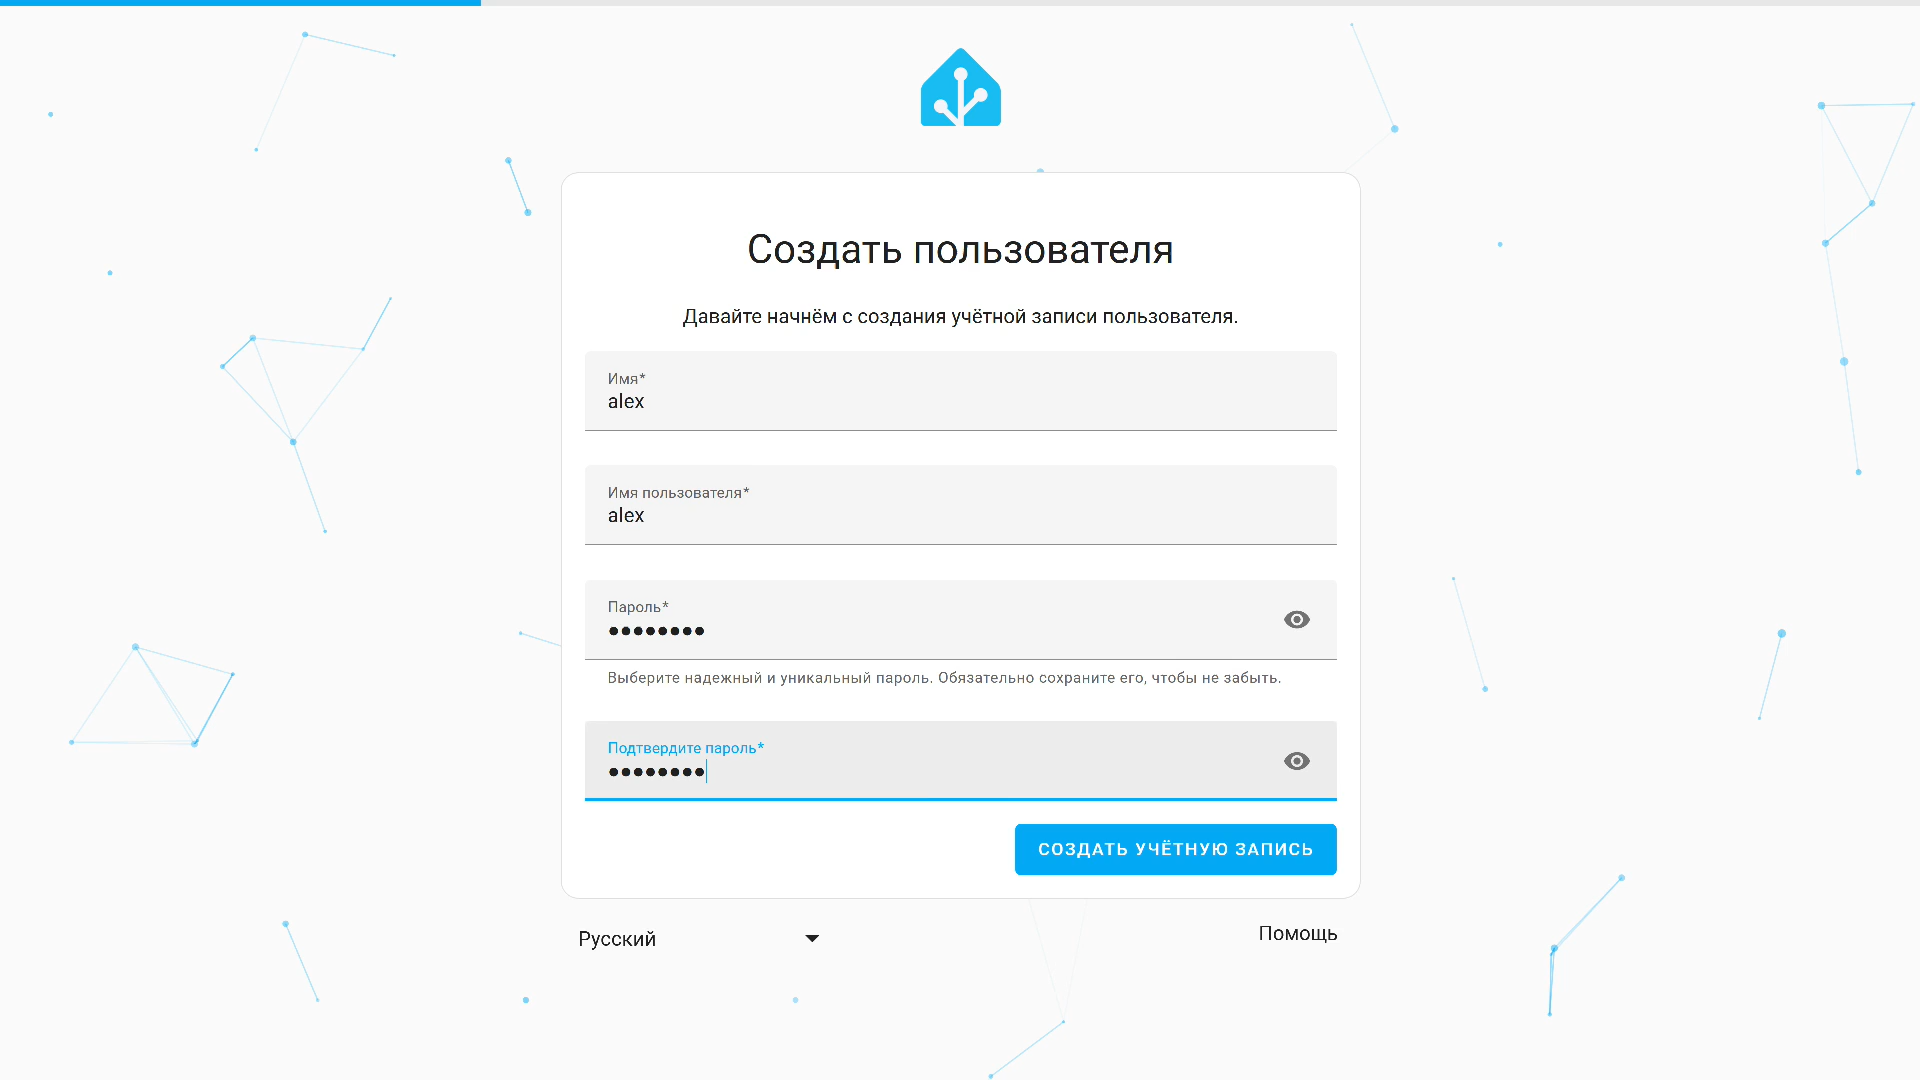 Создать пользователя
Давайте начнём с создания учётной записи пользователя.
Имя*
alex
Имя пользователя*
alex
Пароль*
••••••••
Выберите надежный и уникальный пароль. Обязательно сохраните его, чтобы не забыть.
Подтвердите пароль*
••••••••
СОЗДАТЬ УЧЁТНУЮ ЗАПИСЬ
Русский
Помощь